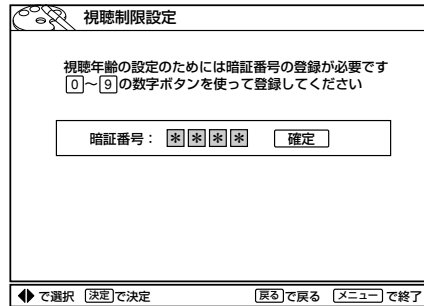 視聴制限設定
視聴年齢の設定のためには暗証番号の登録が必要です
0～9の数字ボタンを使って登録してください
暗証番号： ＊＊＊＊ 確定
で選択 決定で決定 戻るで戻る メニューで終了